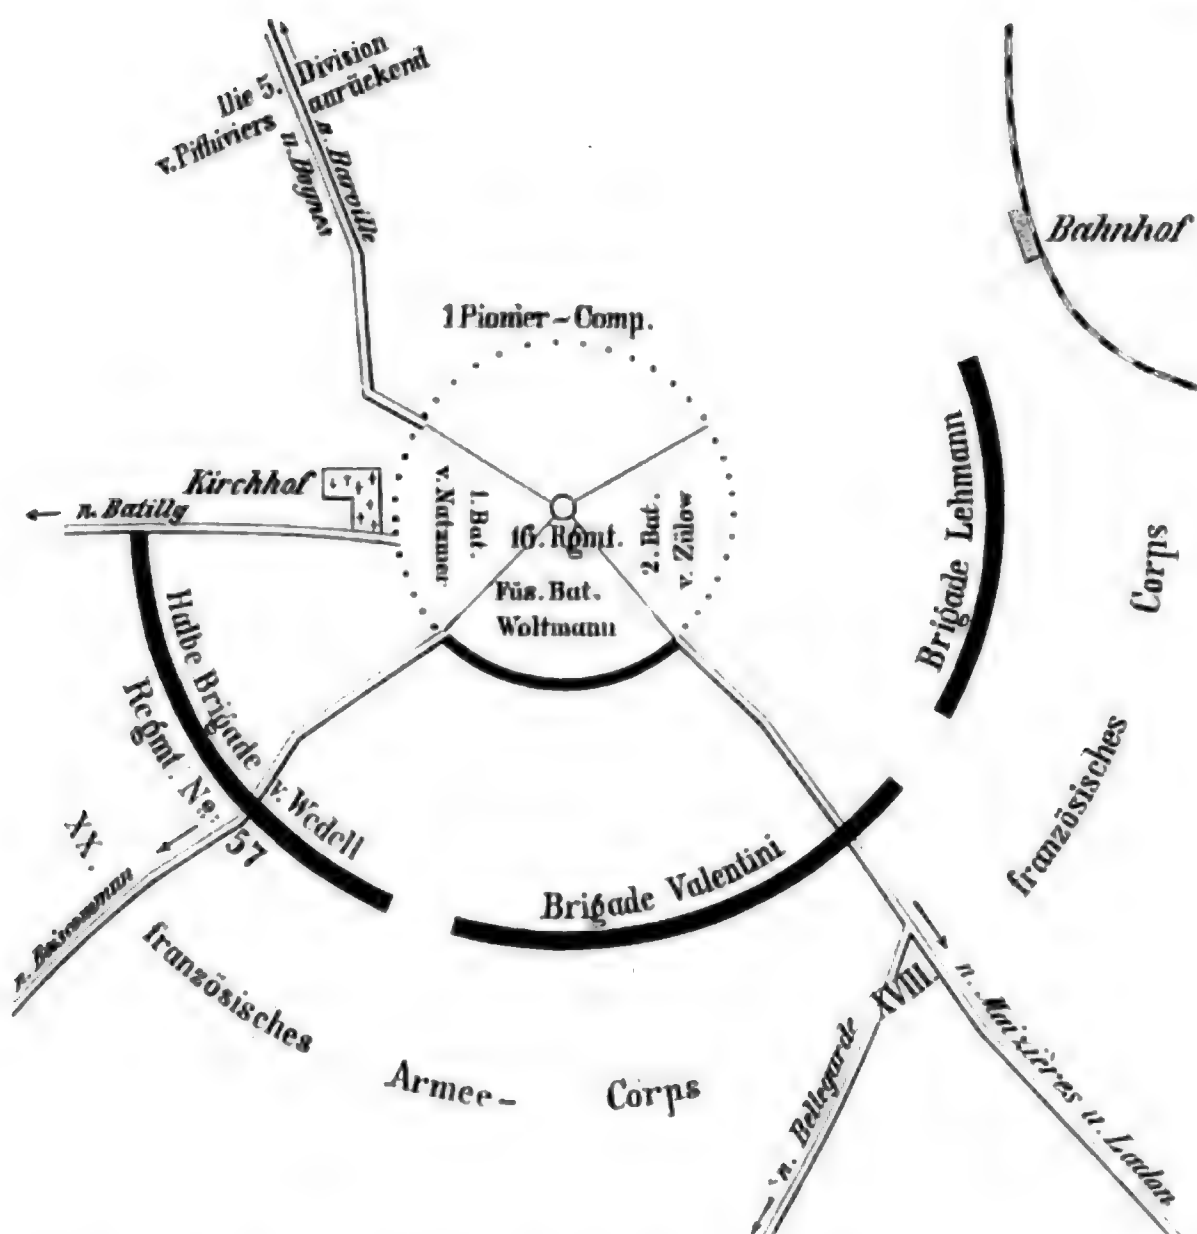 Die 5. Division
v. Pithiviers anrückend
n. Barville
n. Boynes
Bahnhof
1 Pionier-Comp.
Kirchhof
n. Batilly
1. Bat.
v. Natzmer
16. Rgmt.
2. Bat.
v. Zülow
Füs. Bat.
Woltmann
Brigade Lehmann
Halbe Brigade v. Wedell
Regmt. No. 57
Brigade Valentini
XX.
französisches Armee-Corps
XVIII.
französisches Corps
n. Bellegarde
n. Maizières u. Ladon